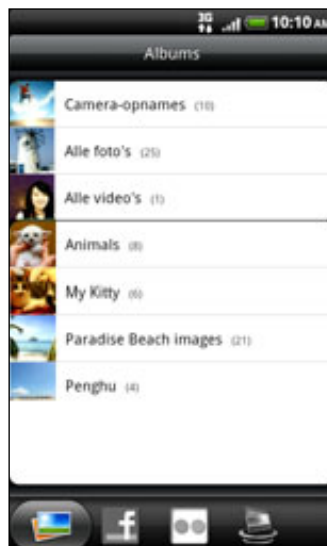 3G 10:10 AM
Albums
Camera-opnames (10)
Alle foto's (25)
Alle video's (1)
Animals (8)
My Kitty (6)
Paradise Beach images (21)
Penghu (4)
f